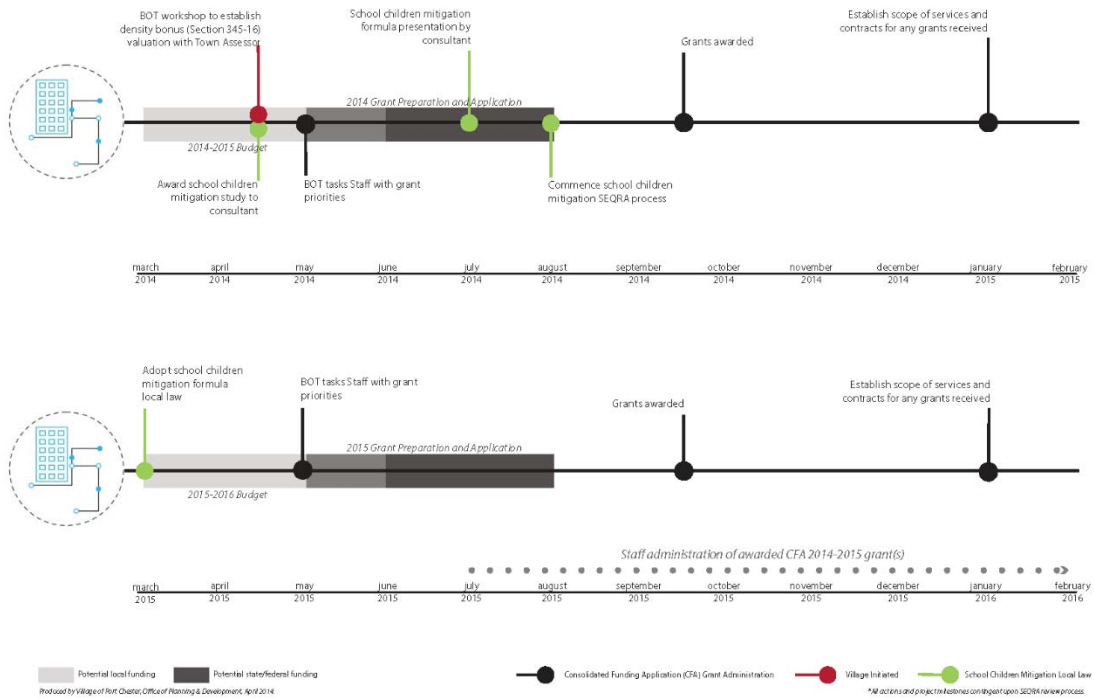 BOT workshop to establish
density bonus (Section 345-16)
valuation with Town Assessor
School children mitigation
formula presentation by
consultant
Grants awarded
Establish scope of services and
contracts for any grants received
2014 Grant Preparation and Application
2014-2015 Budget
Award school children
mitigation study to
consultant
BOT tasks Staff with grant
priorities
Commence school children
mitigation SEQRA process
march
2014
april
2014
may
2014
june
2014
july
2014
august
2014
september
2014
october
2014
november
2014
december
2014
january
2015
february
2015
Adopt school children
mitigation formula
local law
BOT tasks Staff with grant
priorities
Grants awarded
Establish scope of services and
contracts for any grants received
2015 Grant Preparation and Application
2015-2016 Budget
Staff administration of awarded CFA 2014-2015 grant(s)
march
2015
april
2015
may
2015
june
2015
july
2015
august
2015
september
2015
october
2015
november
2015
december
2015
january
2016
february
2016
Potential local funding
Potential state/federal funding
Consolidated Funding Application (CFA) Grant Administration
Village Initiated
School Children Mitigation Local Law
Produced by Village of Port Chester, Office of Planning & Development, April 2014.
*All actions and project milestones contingent upon SEQRA review process.